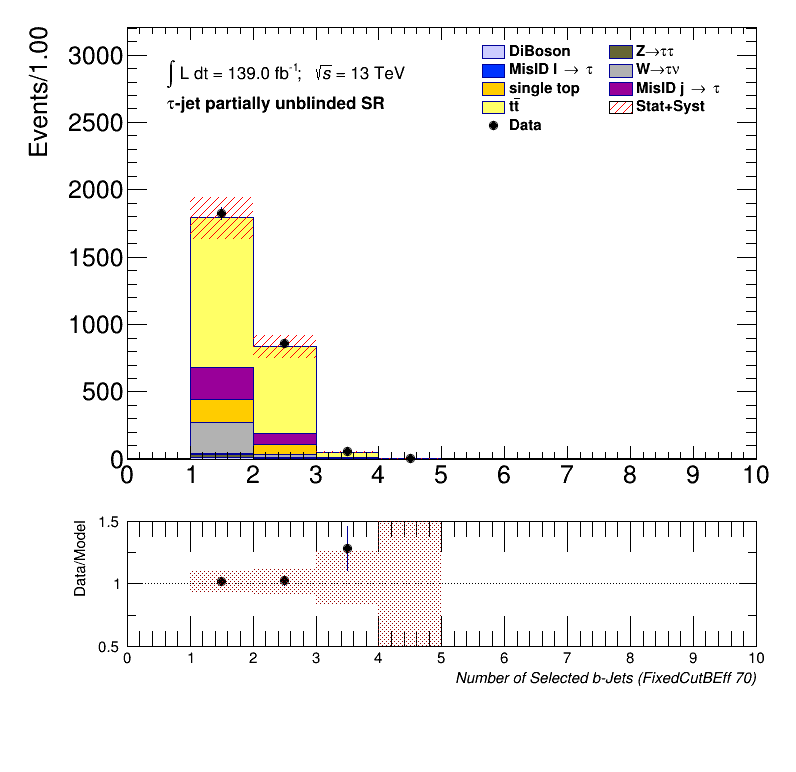 Events/1.00
3000
2500
2000
1500
1000
500
0
∫ L dt = 139.0 fb⁻¹; √s = 13 TeV
τ-jet partially unblinded SR
DiBoson Z→ττ
MisID l → τ W→τν
single top MisID j → τ
tt̄ Stat+Syst
Data
0 1 2 3 4 5 6 7 8 9 10
Data/Model
1.5
1
0.5
0 1 2 3 4 5 6 7 8 9 10
Number of Selected b-Jets (FixedCutBEff 70)